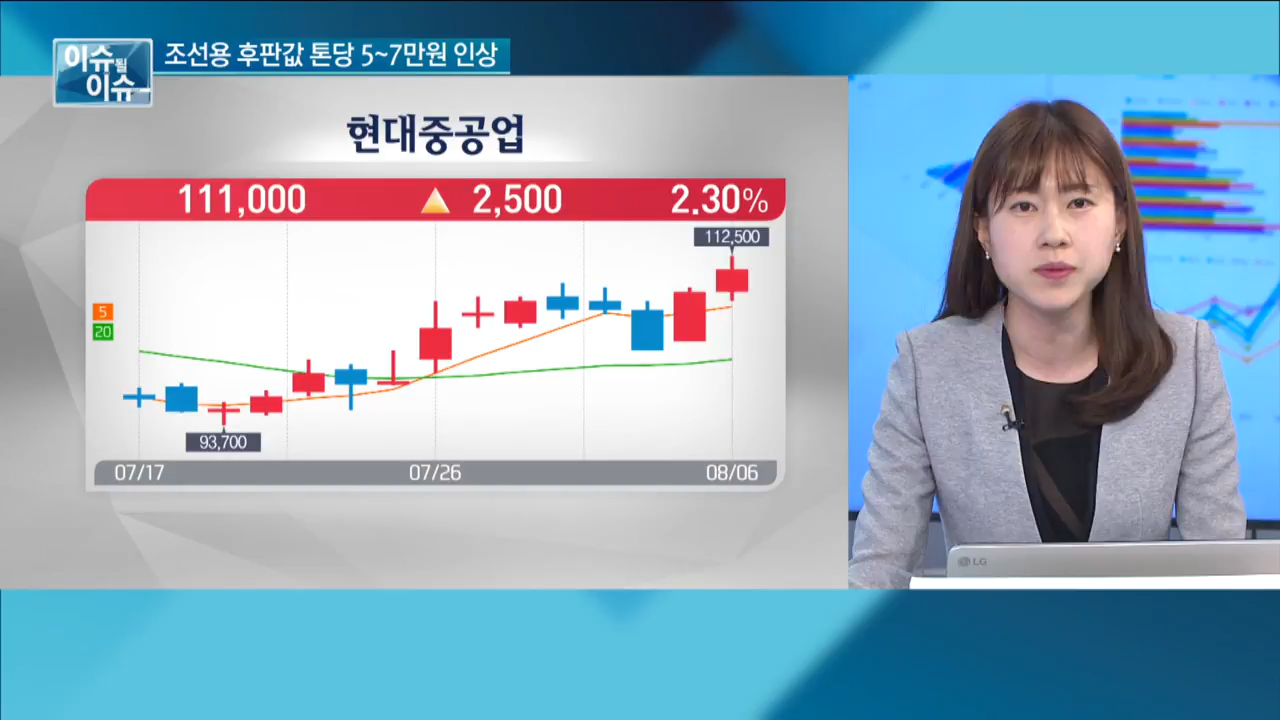 이슈될
이슈
조선용 후판값 톤당 5~7만원 인상
현대중공업
111,000 ▲ 2,500 2.30%
112,500
5
20
93,700
07/17 07/26 08/06
LG